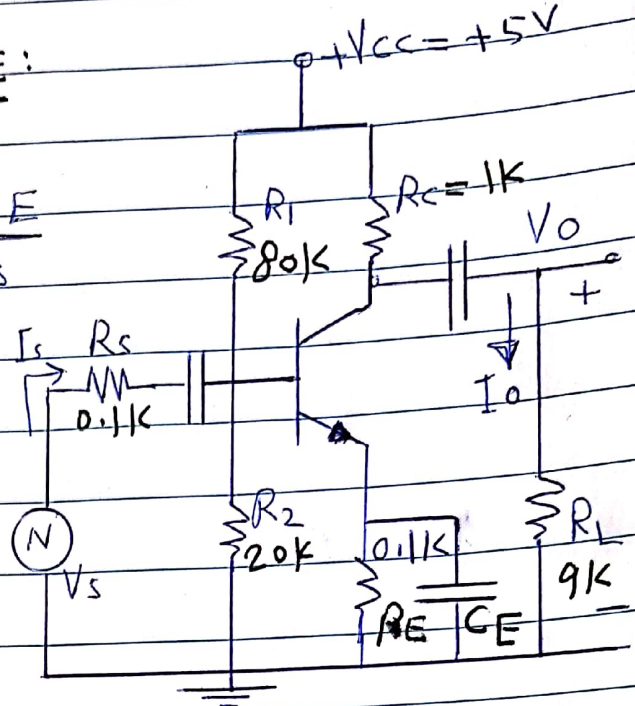 +Vcc = +5V
E
R1
80K
Rc = 1K
Vo
+
Is
Rs
0.1K
Io
R2
20K
0.1K
RE
CE
RL
9K
N
Vs